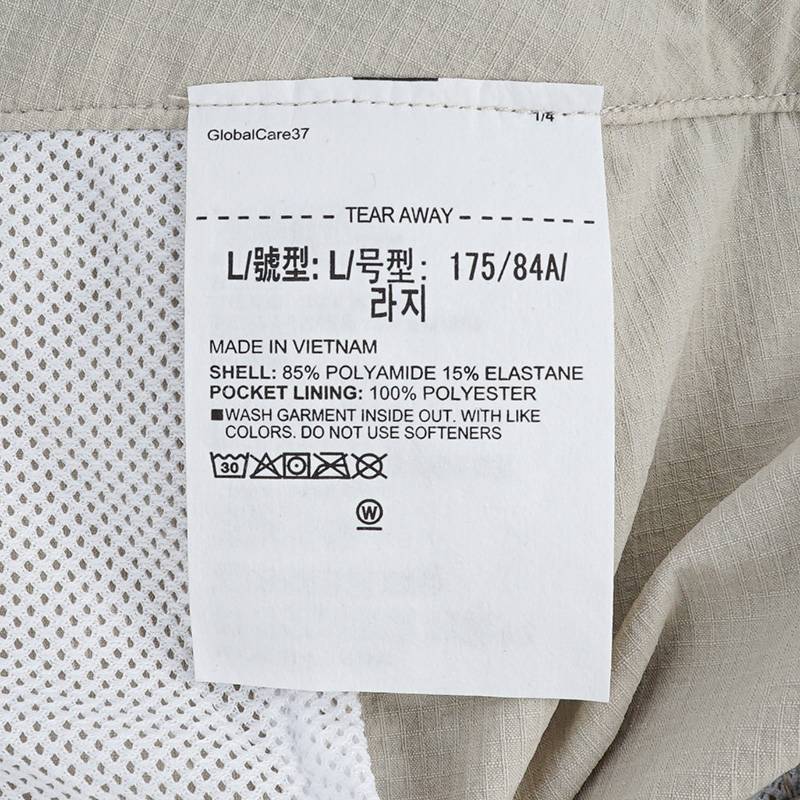 1/4
GlobalCare37
TEAR AWAY
L/號型: L/号型: 175/84A/
라지
MADE IN VIETNAM
SHELL: 85% POLYAMIDE 15% ELASTANE
POCKET LINING: 100% POLYESTER
■WASH GARMENT INSIDE OUT. WITH LIKE
COLORS. DO NOT USE SOFTENERS
30
W